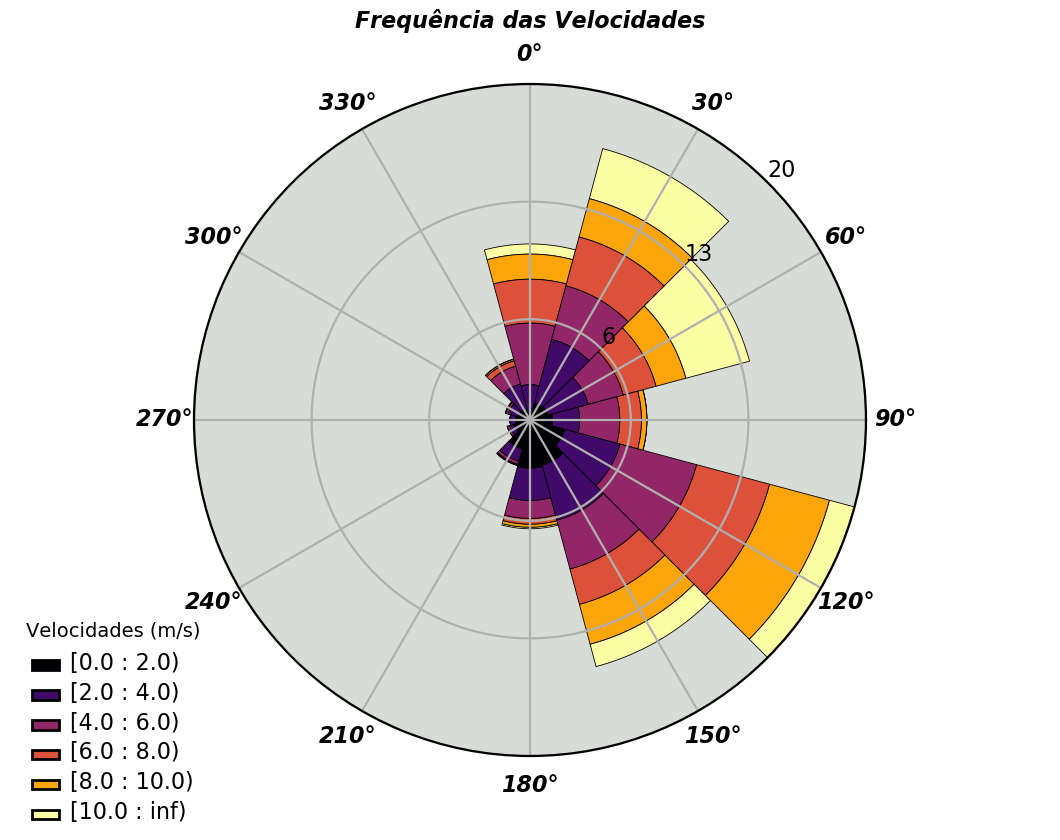 Frequência das Velocidades
0°
330°
30°
20
300°
60°
13
6
270°
90°
240°
120°
210°
150°
180°
Velocidades (m/s)
[0.0 : 2.0)
[2.0 : 4.0)
[4.0 : 6.0)
[6.0 : 8.0)
[8.0 : 10.0)
[10.0 : inf)